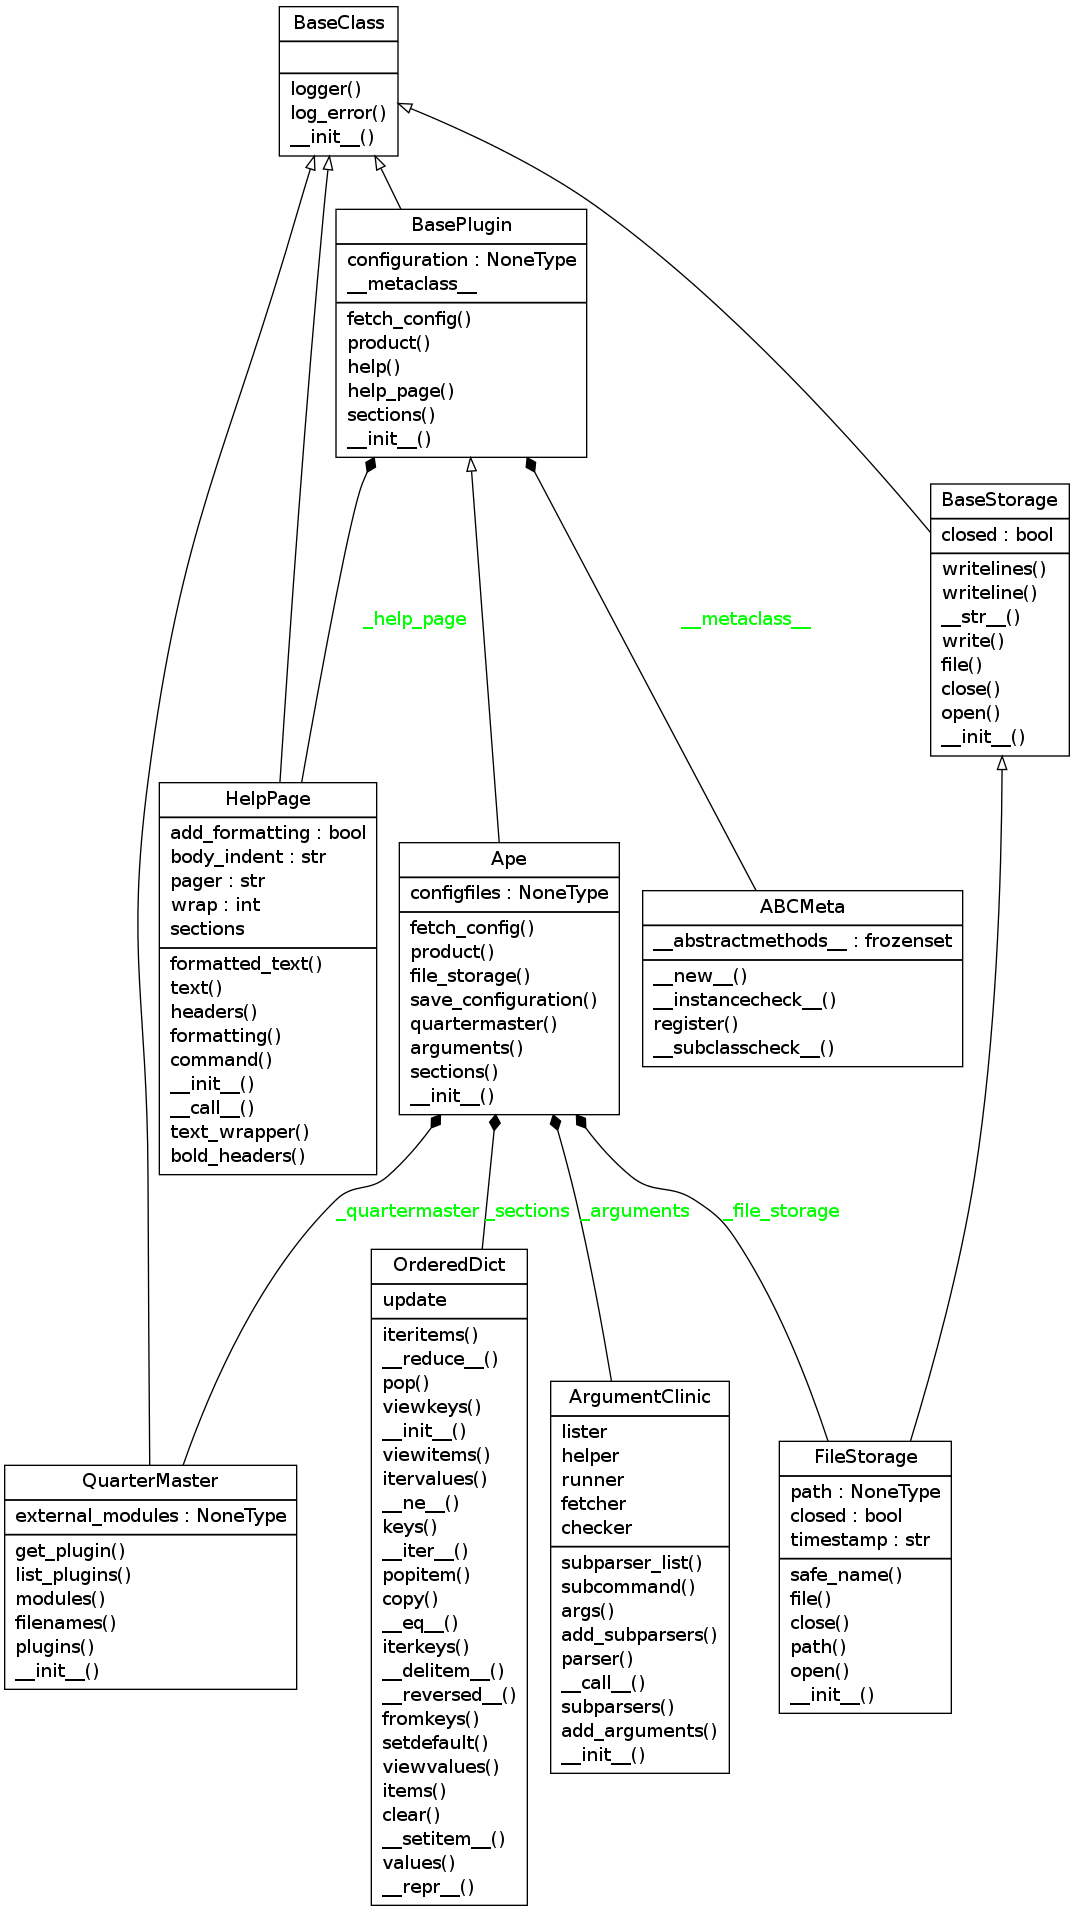 BaseClass
logger()
log_error()
__init__()
BasePlugin
configuration : NoneType
__metaclass__
fetch_config()
product()
help()
help_page()
sections()
__init__()
BaseStorage
closed : bool
writelines()
writeline()
__str__()
write()
file()
close()
open()
__init__()
_help_page
__metaclass__
HelpPage
add_formatting : bool
body_indent : str
pager : str
wrap : int
sections
formatted_text()
text()
headers()
formatting()
command()
__init__()
__call__()
text_wrapper()
bold_headers()
Ape
configfiles : NoneType
fetch_config()
product()
file_storage()
save_configuration()
quartermaster()
arguments()
sections()
__init__()
ABCMeta
__abstractmethods__ : frozenset
__new__()
__instancecheck__()
register()
__subclasscheck__()
_quartermaster
_sections
_arguments
_file_storage
QuarterMaster
external_modules : NoneType
get_plugin()
list_plugins()
modules()
filenames()
plugins()
__init__()
OrderedDict
update
iteritems()
__reduce__()
pop()
viewkeys()
__init__()
viewitems()
itervalues()
__ne__()
keys()
__iter__()
popitem()
copy()
__eq__()
iterkeys()
__delitem__()
__reversed__()
fromkeys()
setdefault()
viewvalues()
items()
clear()
__setitem__()
values()
__repr__()
ArgumentClinic
lister
helper
runner
fetcher
checker
subparser_list()
subcommand()
args()
add_subparsers()
parser()
__call__()
subparsers()
add_arguments()
__init__()
FileStorage
path : NoneType
closed : bool
timestamp : str
safe_name()
file()
close()
path()
open()
__init__()